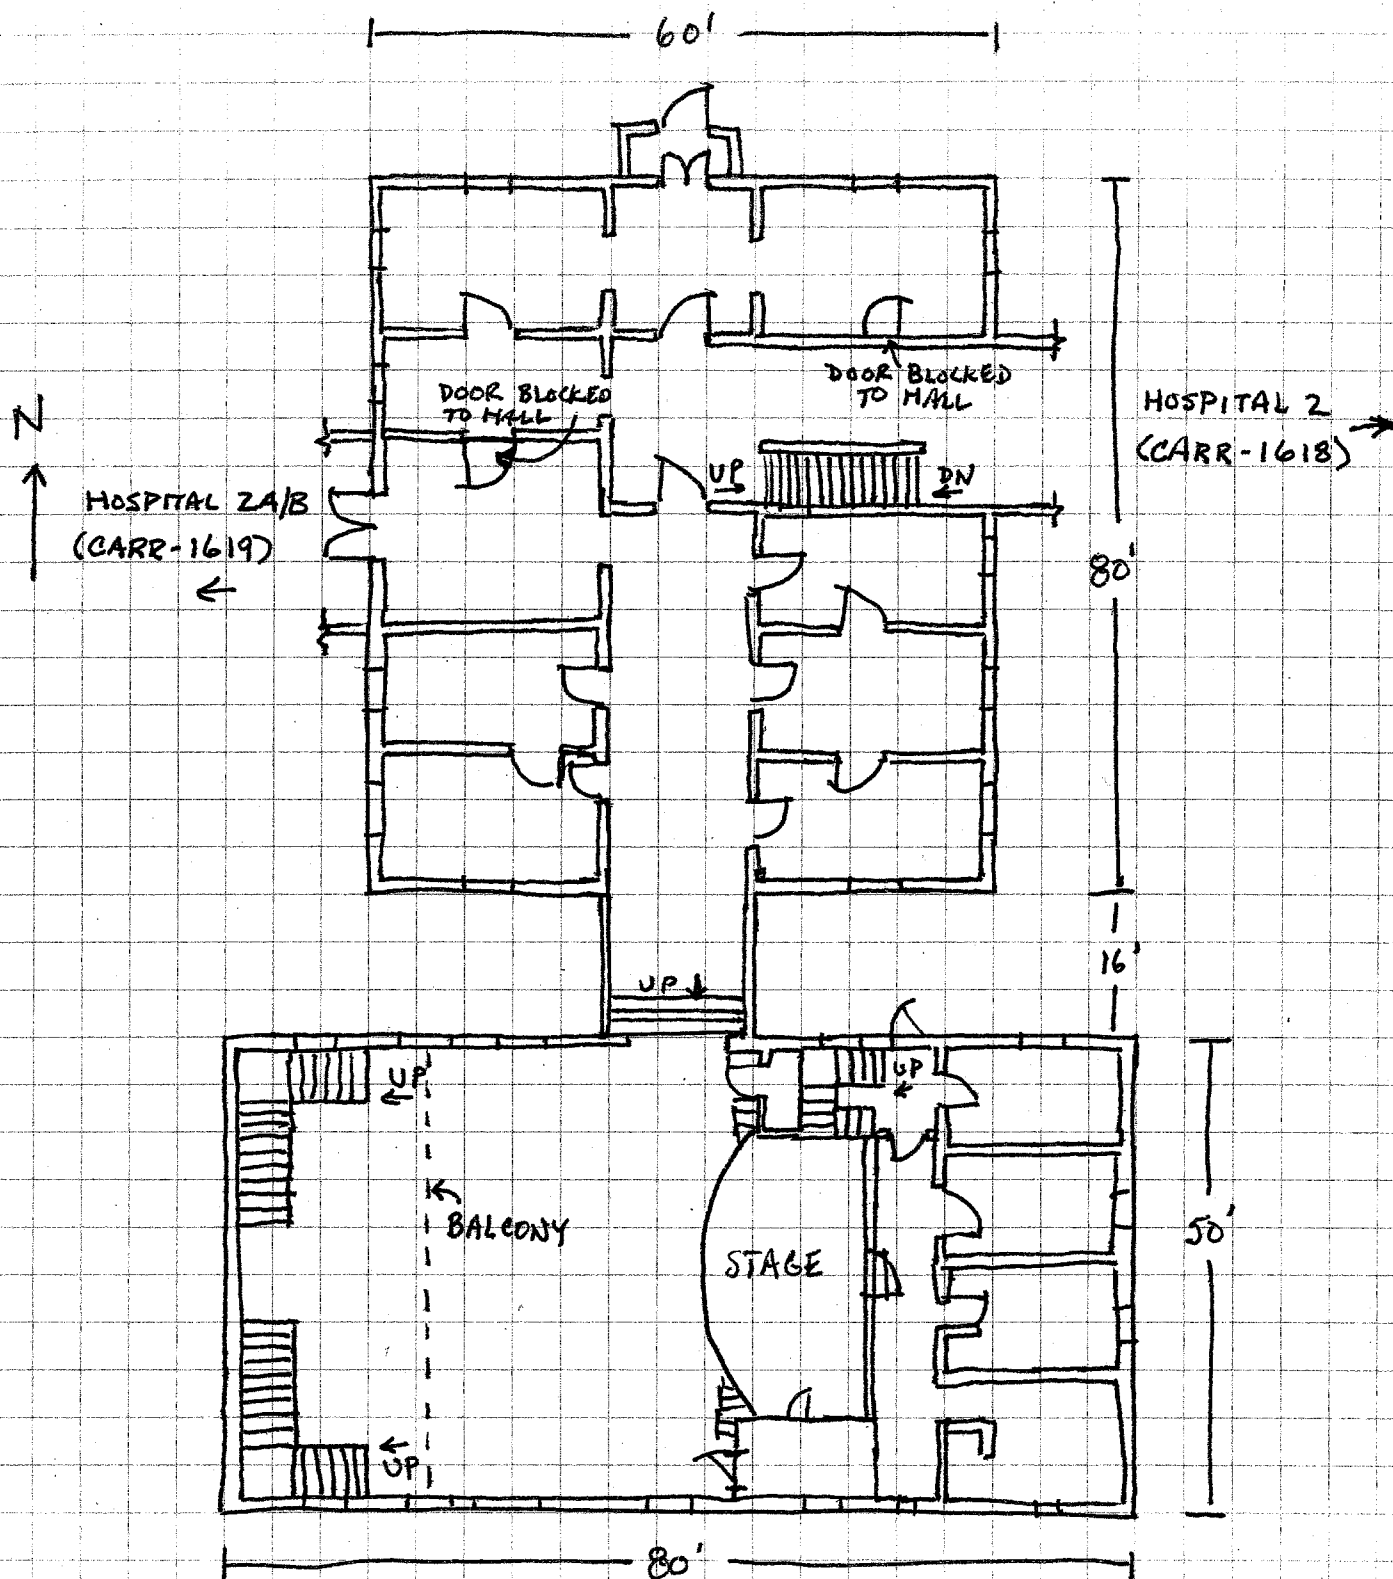 60'
DOOR BLOCKED
TO HALL
DOOR BLOCKED
TO HALL
N
HOSPITAL 2
(CARR-1618)
UP
DN
HOSPITAL 2A/B
(CARR-1619)
80'
16'
UP
UP
UP
BALCONY
STAGE
50'
UP
80'